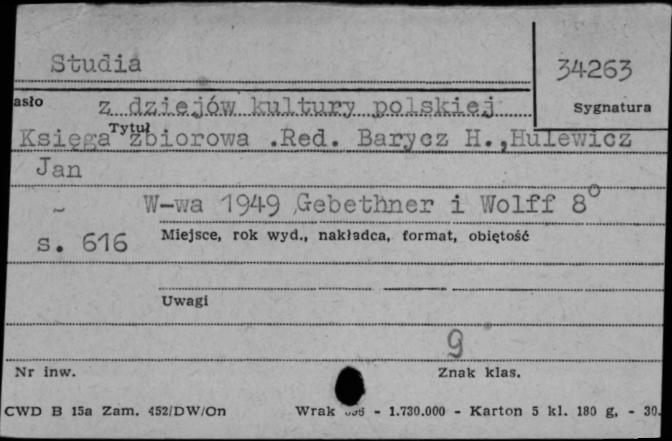 Studia
34263
asło
z dziejów kultury polskiej
Sygnatura
Tytuł
Księga zbiorowa .Red. Barycz H.,Hulewicz
Jan
W-wa 1949 Gebethner i Wolff 8°
s. 616
Miejsce, rok wyd., nakładca, format, objętość
Uwagi
9
Nr inw.
Znak klas.
CWD B 15a Zam. 452/DW/On
Wrak - 1.730.000 - Karton 5 kl. 180 g. - 30.